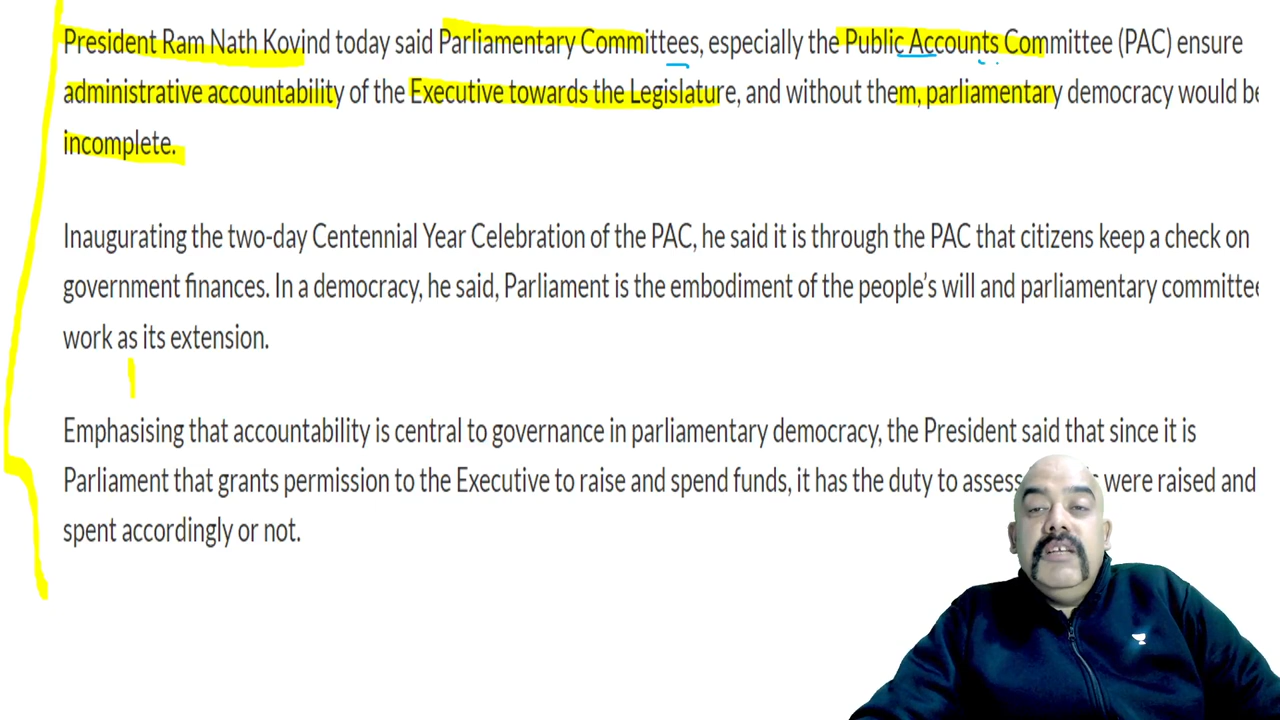 President Ram Nath Kovind today said Parliamentary Committees, especially the Public Accounts Committee (PAC) ensure
administrative accountability of the Executive towards the Legislature, and without them, parliamentary democracy would
incomplete.
Inaugurating the two-day Centennial Year Celebration of the PAC, he said it is through the PAC that citizens keep a check on
government finances. In a democracy, he said, Parliament is the embodiment of the people's will and parliamentary
work as its extension.
Emphasising that accountability is central to governance in parliamentary democracy, the President said that since it is
Parliament that grants permission to the Executive to raise and spend funds, it has the duty to assess were raised and
spent accordingly or not.